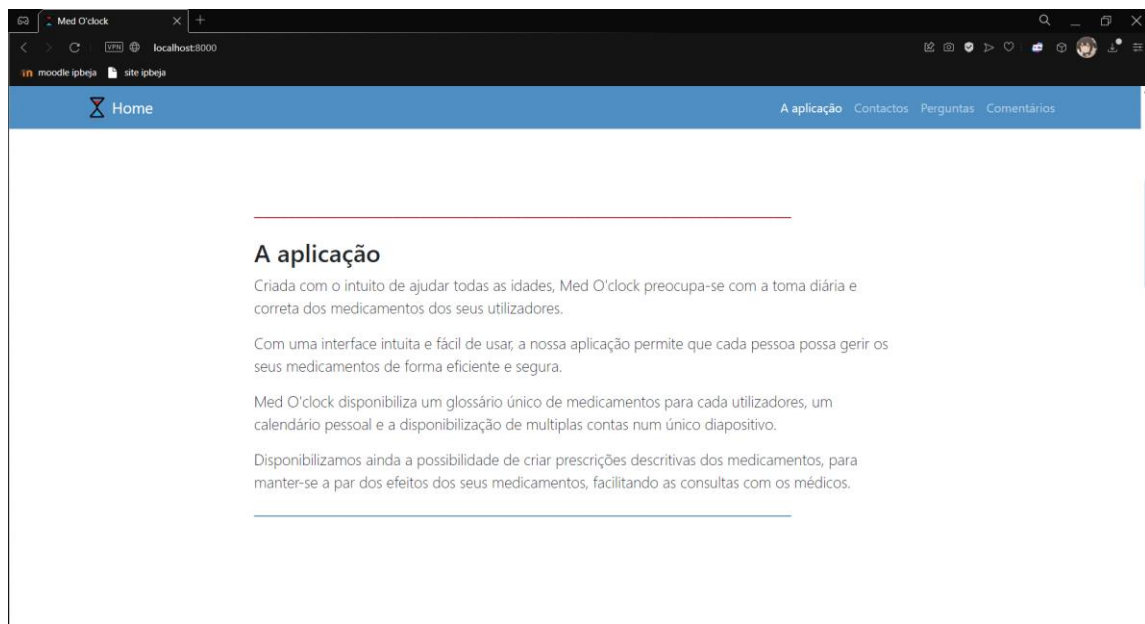 Med O'clock
VPN
localhost:8000
moodle ipbeja
site ipbeja
Home
A aplicação Contactos Perguntas Comentários
A aplicação
Criada com o intuito de ajudar todas as idades, Med O'clock preocupa-se com a toma diária e
correta dos medicamentos dos seus utilizadores.
Com uma interface intuita e fácil de usar, a nossa aplicação permite que cada pessoa possa gerir os
seus medicamentos de forma eficiente e segura.
Med O'clock disponibiliza um glossário único de medicamentos para cada utilizadores, um
calendário pessoal e a disponibilização de multiplas contas num único diapositivo.
Disponibilizamos ainda a possibilidade de criar prescrições descritivas dos medicamentos, para
manter-se a par dos efeitos dos seus medicamentos, facilitando as consultas com os médicos.